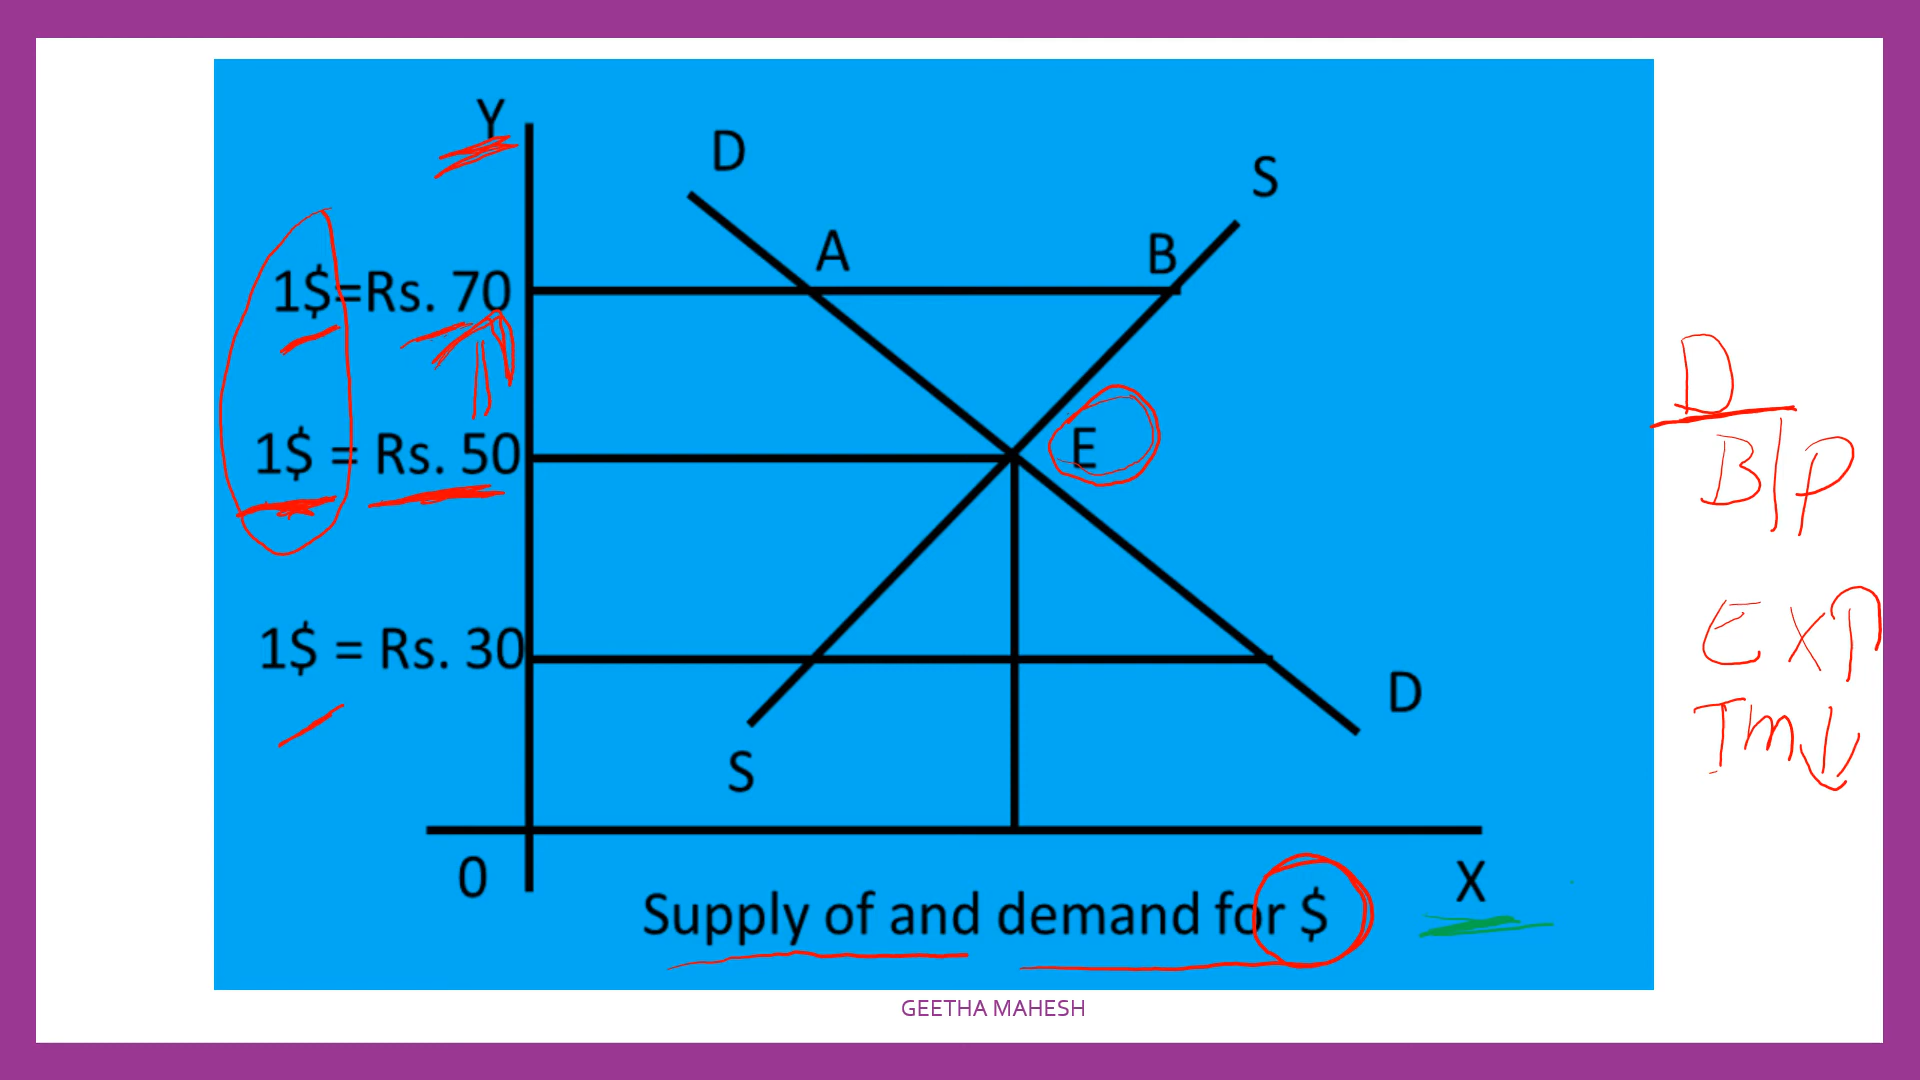 Y
D
S
A
B
1$=Rs. 70
E
1$ = Rs. 50
1$ = Rs. 30
D
S
0
X
Supply of and demand for $
D
B|P
EX↑
Im↓
GEETHA MAHESH